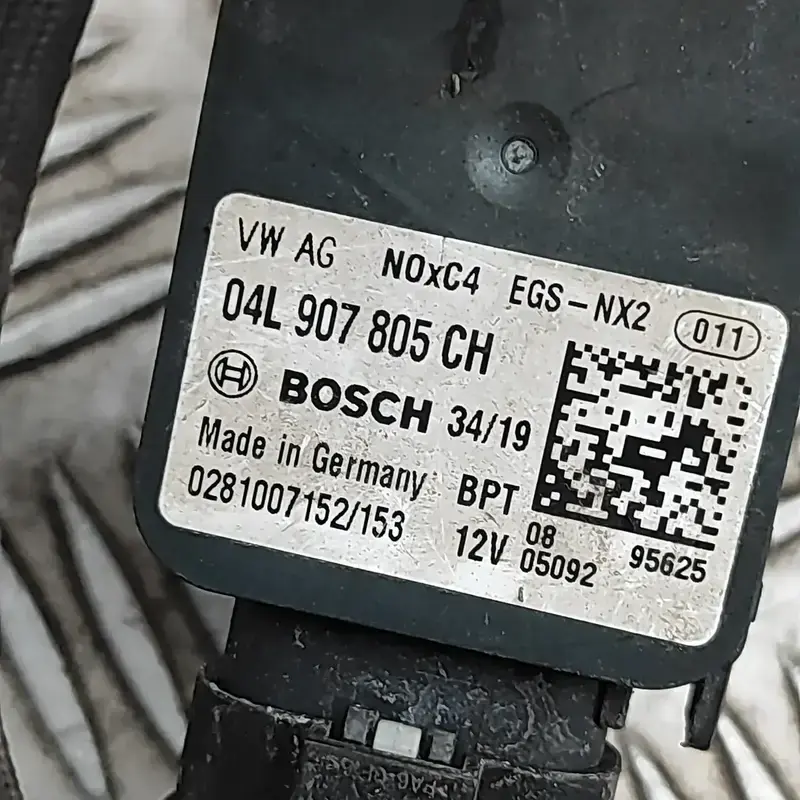 VW AG NOxC4 EGS-NX2 011
04L 907 805 CH
BOSCH 34/19
Made in Germany BPT 08
0281007152/153 12V 05092 95625